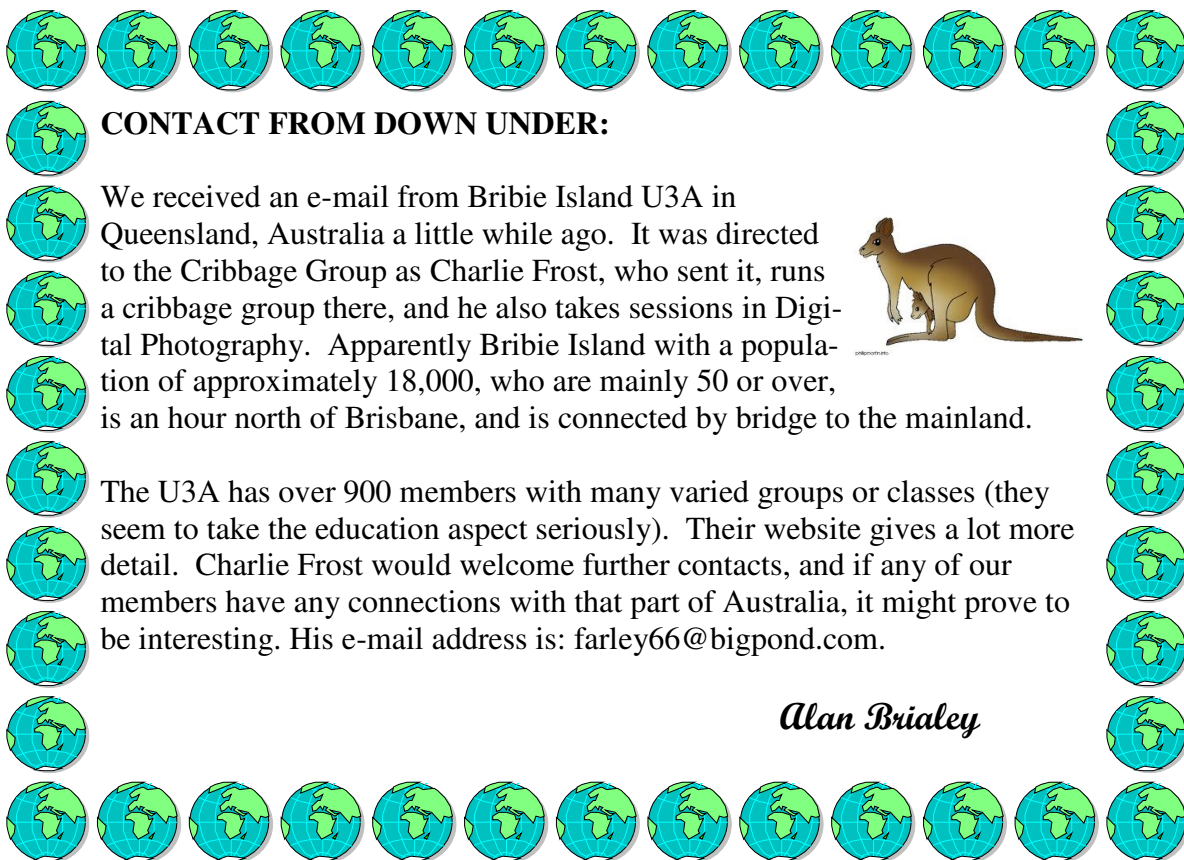 CONTACT FROM DOWN UNDER:
We received an e-mail from Bribie Island U3A in
Queensland, Australia a little while ago.  It was directed
to the Cribbage Group as Charlie Frost, who sent it, runs
a cribbage group there, and he also takes sessions in Digi-
tal Photography.  Apparently Bribie Island with a popula-
tion of approximately 18,000, who are mainly 50 or over,
is an hour north of Brisbane, and is connected by bridge to the mainland.
philipmartin.info
The U3A has over 900 members with many varied groups or classes (they
seem to take the education aspect seriously).  Their website gives a lot more
detail.  Charlie Frost would welcome further contacts, and if any of our
members have any connections with that part of Australia, it might prove to
be interesting. His e-mail address is: farley66@bigpond.com.
Alan Brialey